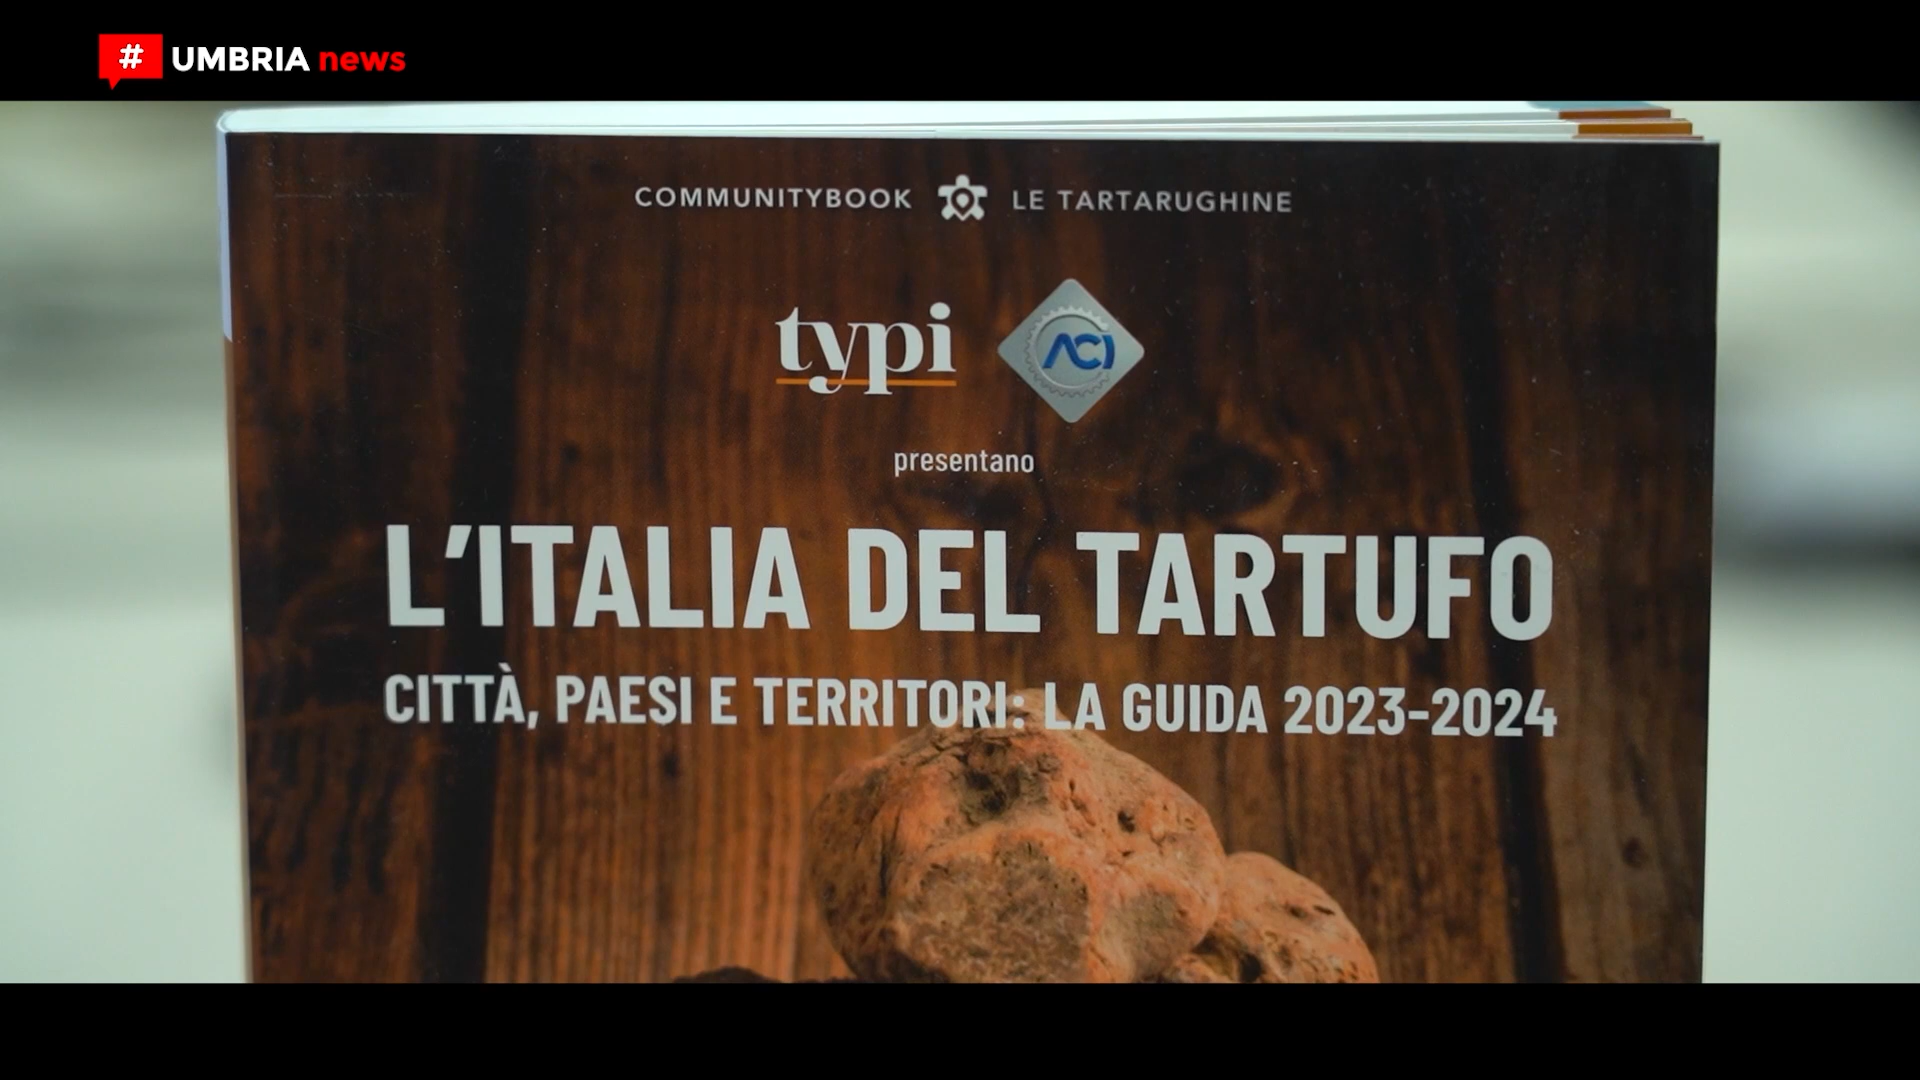 # UMBRIA news
COMMUNITYBOOK LE TARTARUGHINE
typi ACI
presentano
L'ITALIA DEL TARTUFO
CITTÀ, PAESI E TERRITORI: LA GUIDA 2023-2024